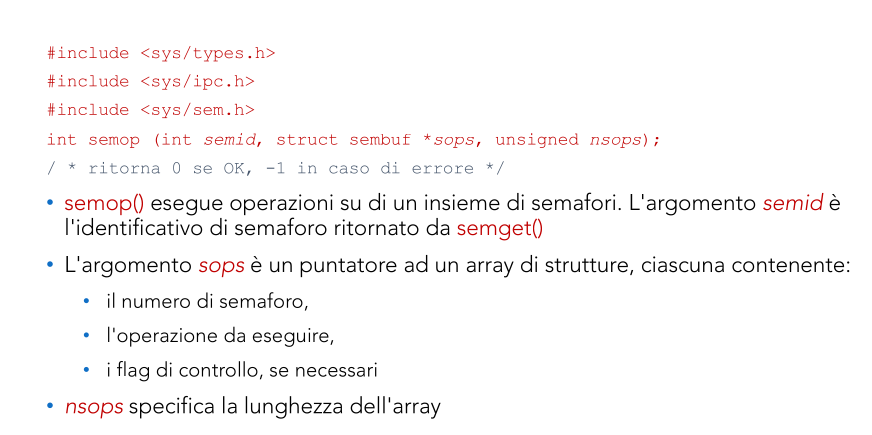 #include <sys/types.h>
#include <sys/ipc.h>
#include <sys/sem.h>
int semop (int semid, struct sembuf *sops, unsigned nsops);
/ * ritorna 0 se OK, -1 in caso di errore */
• semop() esegue operazioni su di un insieme di semafori. L'argomento semid è
l'identificativo di semaforo ritornato da semget()
• L'argomento sops è un puntatore ad un array di strutture, ciascuna contenente:
• il numero di semaforo,
• l'operazione da eseguire,
• i flag di controllo, se necessari
• nsops specifica la lunghezza dell'array